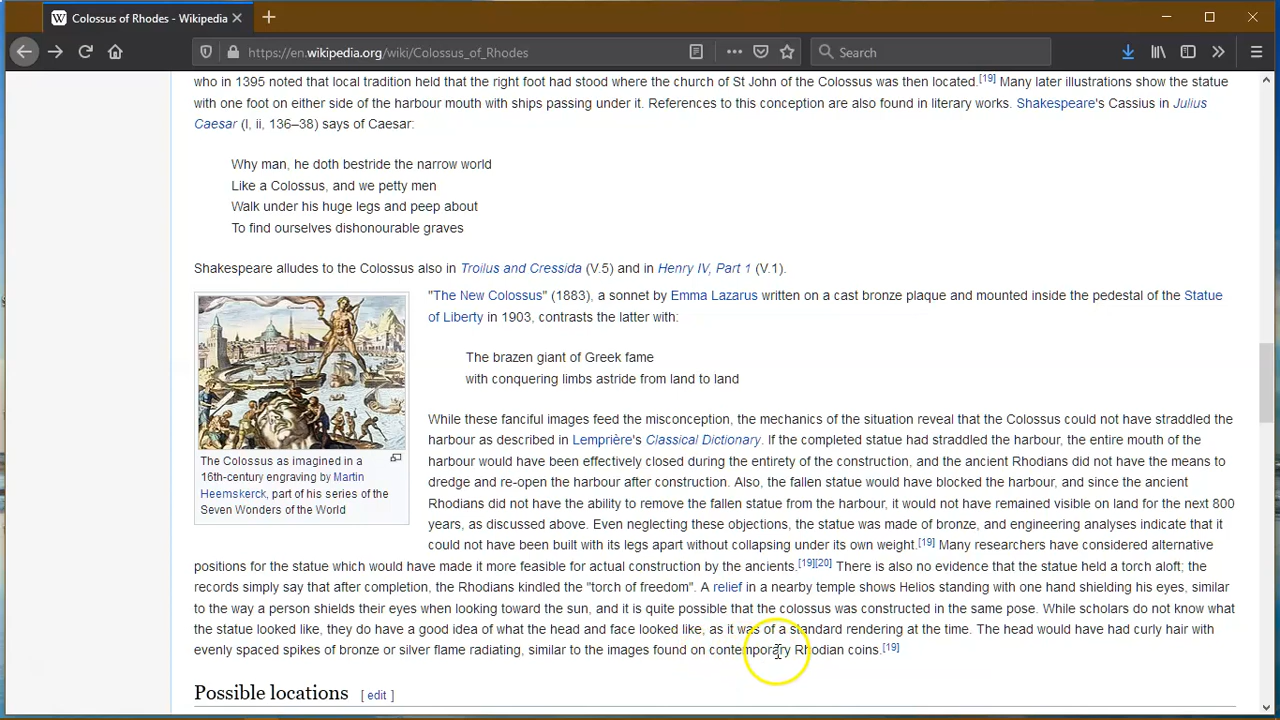 Colossus of Rhodes - Wikipedia
https://en.wikipedia.org/wiki/Colossus_of_Rhodes
Search
who in 1395 noted that local tradition held that the right foot had stood where the church of St John of the Colossus was then located.[19] Many later illustrations show the statue
with one foot on either side of the harbour mouth with ships passing under it. References to this conception are also found in literary works. Shakespeare's Cassius in Julius
Caesar (I, ii, 136–38) says of Caesar:
Why man, he doth bestride the narrow world
Like a Colossus, and we petty men
Walk under his huge legs and peep about
To find ourselves dishonourable graves
Shakespeare alludes to the Colossus also in Troilus and Cressida (V.5) and in Henry IV, Part 1 (V.1).
"The New Colossus" (1883), a sonnet by Emma Lazarus written on a cast bronze plaque and mounted inside the pedestal of the Statue
of Liberty in 1903, contrasts the latter with:
The brazen giant of Greek fame
with conquering limbs astride from land to land
The Colossus as imagined in a
16th-century engraving by Martin
Heemskerck, part of his series of the
Seven Wonders of the World
While these fanciful images feed the misconception, the mechanics of the situation reveal that the Colossus could not have straddled the
harbour as described in Lemprière's Classical Dictionary. If the completed statue had straddled the harbour, the entire mouth of the
harbour would have been effectively closed during the entirety of the construction, and the ancient Rhodians did not have the means to
dredge and re-open the harbour after construction. Also, the fallen statue would have blocked the harbour, and since the ancient
Rhodians did not have the ability to remove the fallen statue from the harbour, it would not have remained visible on land for the next 800
years, as discussed above. Even neglecting these objections, the statue was made of bronze, and engineering analyses indicate that it
could not have been built with its legs apart without collapsing under its own weight.[19] Many researchers have considered alternative
positions for the statue which would have made it more feasible for actual construction by the ancients.[19][20] There is also no evidence that the statue held a torch aloft; the
records simply say that after completion, the Rhodians kindled the "torch of freedom". A relief in a nearby temple shows Helios standing with one hand shielding his eyes, similar
to the way a person shields their eyes when looking toward the sun, and it is quite possible that the colossus was constructed in the same pose. While scholars do not know what
the statue looked like, they do have a good idea of what the head and face looked like, as it was of a standard rendering at the time. The head would have had curly hair with
evenly spaced spikes of bronze or silver flame radiating, similar to the images found on contemporary Rhodian coins.[19]
Possible locations [ edit ]